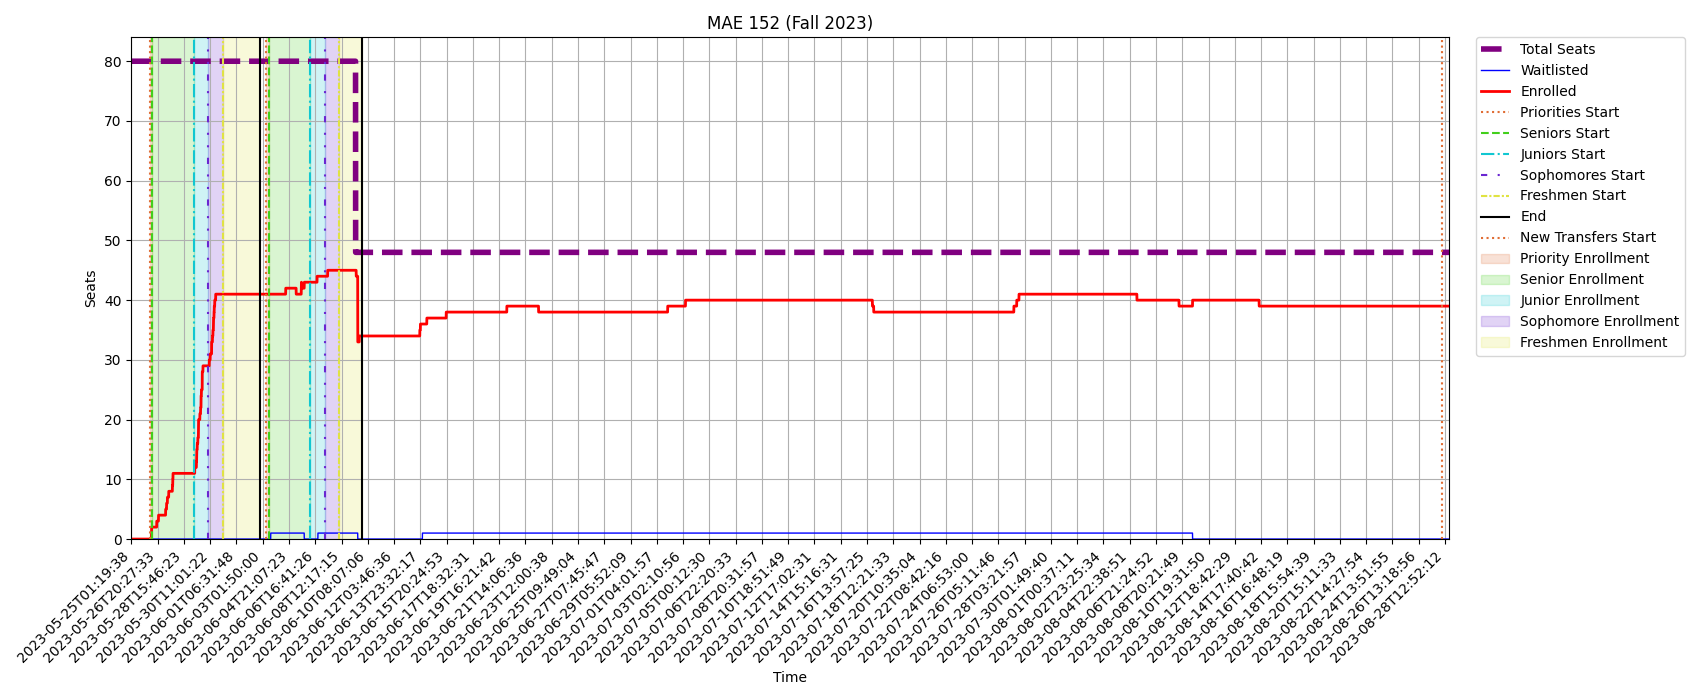 MAE 152 (Fall 2023)
Seats
80
70
60
50
40
30
20
10
0
2023-05-25T01:19:38
2023-05-26T20:27:33
2023-05-28T15:46:23
2023-05-30T11:01:22
2023-06-01T06:31:48
2023-06-03T01:50:00
2023-06-04T21:07:23
2023-06-06T16:41:26
2023-06-08T12:17:15
2023-06-10T08:07:06
2023-06-12T03:46:36
2023-06-13T23:32:17
2023-06-15T20:24:53
2023-06-17T18:32:31
2023-06-19T16:21:42
2023-06-21T14:06:36
2023-06-23T12:00:38
2023-06-25T09:49:04
2023-06-27T07:45:47
2023-06-29T05:52:09
2023-07-01T04:01:57
2023-07-03T02:10:56
2023-07-05T00:12:30
2023-07-06T22:20:33
2023-07-08T20:31:57
2023-07-10T18:51:49
2023-07-12T17:02:31
2023-07-14T15:16:31
2023-07-16T13:57:25
2023-07-18T12:21:33
2023-07-20T10:35:04
2023-07-22T08:42:16
2023-07-24T06:53:00
2023-07-26T05:11:46
2023-07-28T03:21:57
2023-07-30T01:49:40
2023-08-01T00:37:11
2023-08-02T23:25:34
2023-08-04T22:38:51
2023-08-06T21:24:52
2023-08-08T20:21:49
2023-08-10T19:31:50
2023-08-12T18:42:29
2023-08-14T17:40:42
2023-08-16T16:48:19
2023-08-18T15:54:39
2023-08-20T15:11:33
2023-08-22T14:27:54
2023-08-24T13:51:55
2023-08-26T13:18:56
2023-08-28T12:52:12
Time
Total Seats
Waitlisted
Enrolled
Priorities Start
Seniors Start
Juniors Start
Sophomores Start
Freshmen Start
End
New Transfers Start
Priority Enrollment
Senior Enrollment
Junior Enrollment
Sophomore Enrollment
Freshmen Enrollment